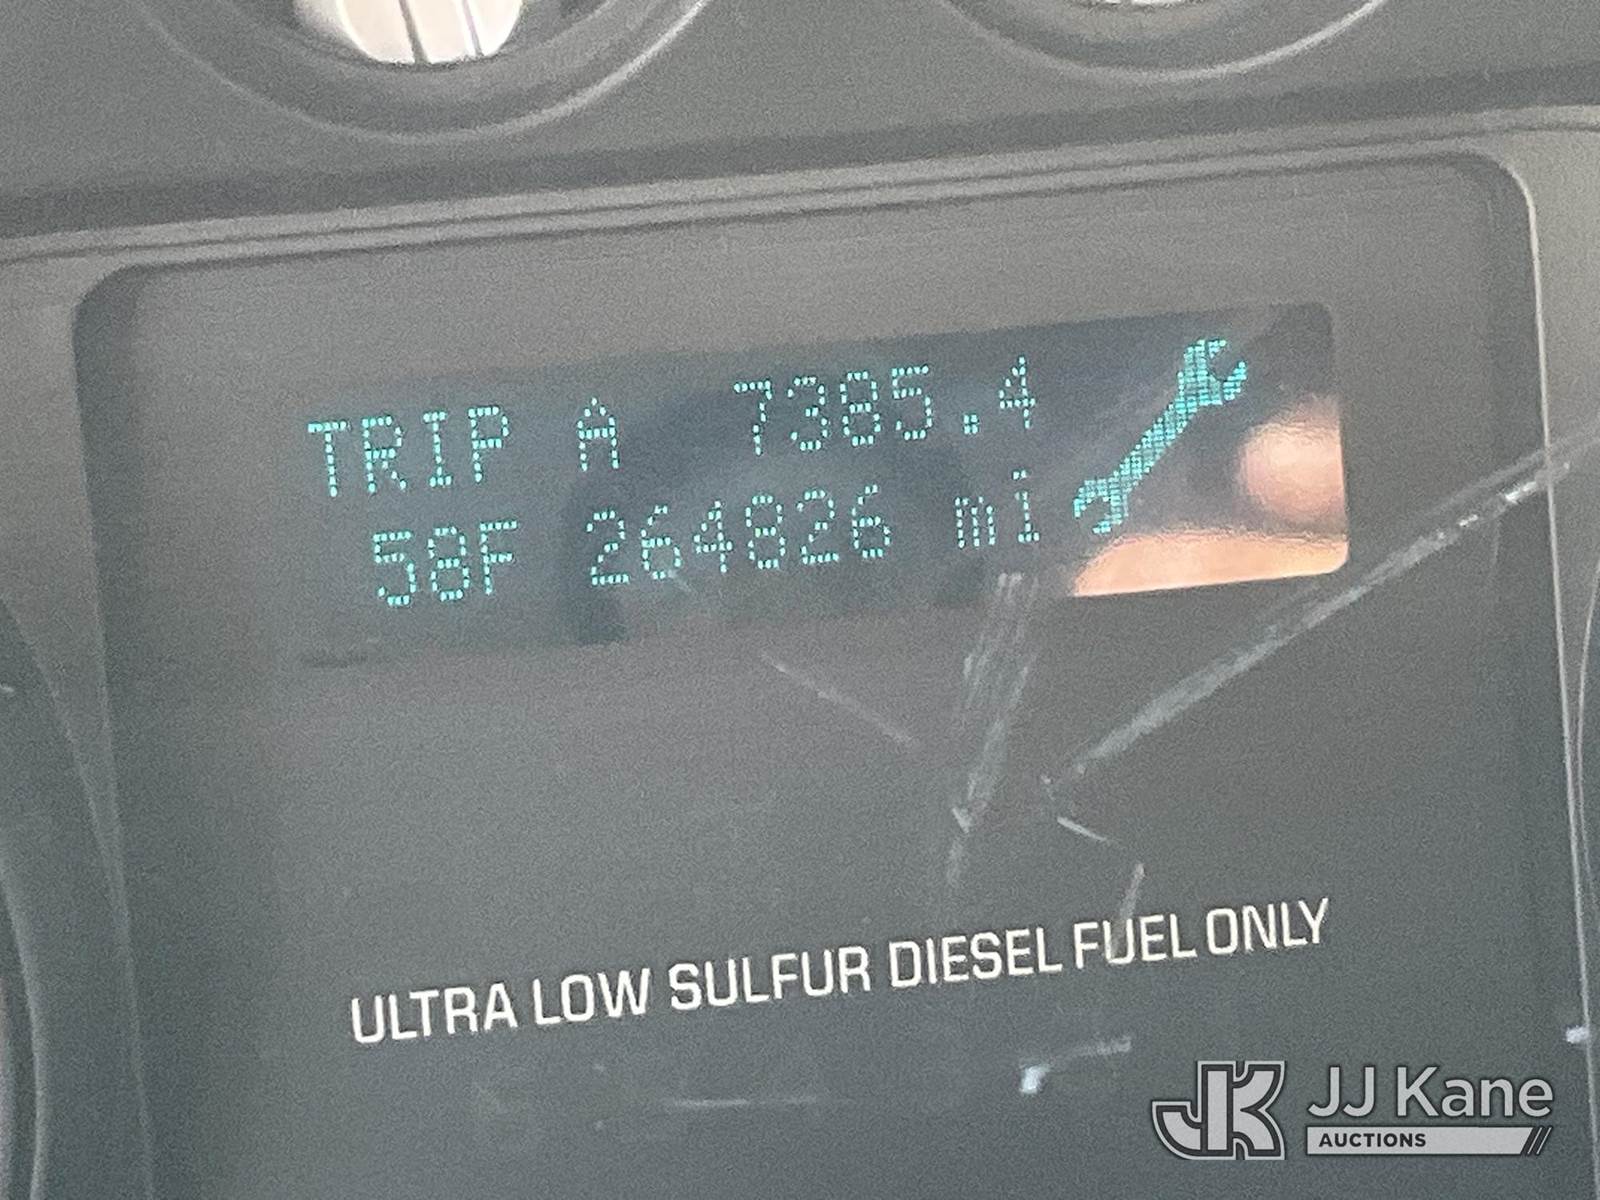 TRIP A 7385.4
58F 264826 mi
ULTRA LOW SULFUR DIESEL FUEL ONLY
JK JJ Kane
AUCTIONS